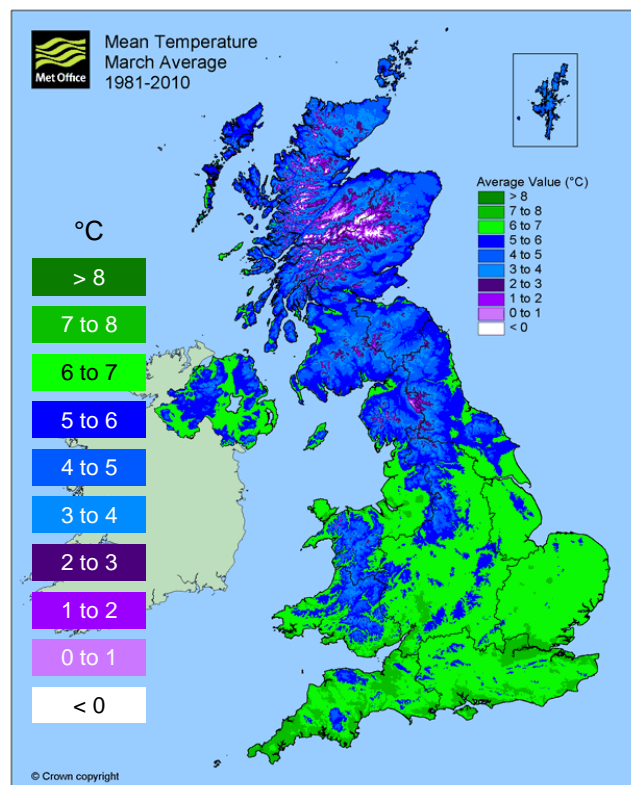 Met Office
Mean Temperature
March Average
1981-2010
Average Value (°C)
> 8
7 to 8
6 to 7
5 to 6
4 to 5
3 to 4
2 to 3
1 to 2
0 to 1
< 0
°C
> 8
7 to 8
6 to 7
5 to 6
4 to 5
3 to 4
2 to 3
1 to 2
0 to 1
< 0
© Crown copyright